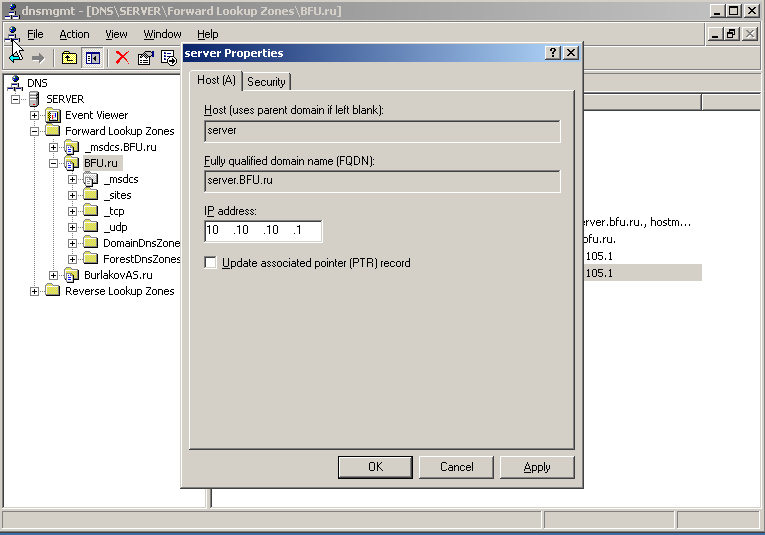 dnsmgmt - [DNS\SERVER\Forward Lookup Zones\BFU.ru]
File Action View Window Help
server Properties
Host (A) Security
Host (uses parent domain if left blank):
server
Fully qualified domain name (FQDN):
server.BFU.ru
IP address:
10 .10 .10 .1
Update associated pointer (PTR) record
OK Cancel Apply
DNS
SERVER
Event Viewer
Forward Lookup Zones
_msdcs.BFU.ru
BFU.ru
_msdcs
_sites
_tcp
_udp
DomainDnsZone
ForestDnsZones
BurlakovAS.ru
Reverse Lookup Zones
erver.bfu.ru., hostm...
bfu.ru.
105.1
105.1